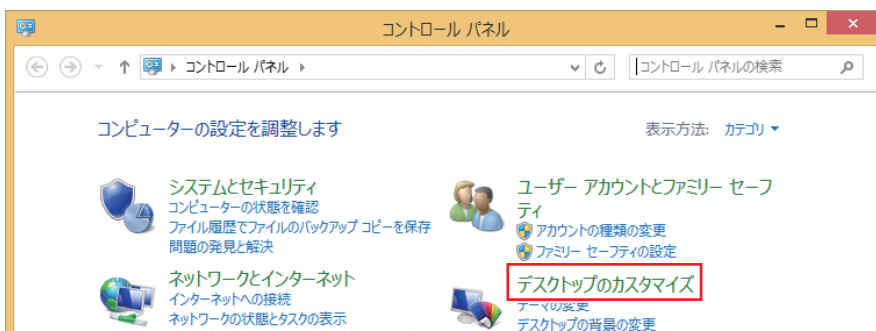 コントロール パネル
コントロール パネル
コントロール パネルの検索
コンピューターの設定を調整します
表示方法: カテゴリ
システムとセキュリティ
コンピューターの状態を確認
ファイル履歴でファイルのバックアップ コピーを保存
問題の発見と解決
ユーザー アカウントとファミリー セーフ
ティ
アカウントの種類の変更
ファミリー セーフティの設定
ネットワークとインターネット
インターネットへの接続
ネットワークの状態とタスクの表示
デスクトップのカスタマイズ
テーマの変更
デスクトップの背景の変更